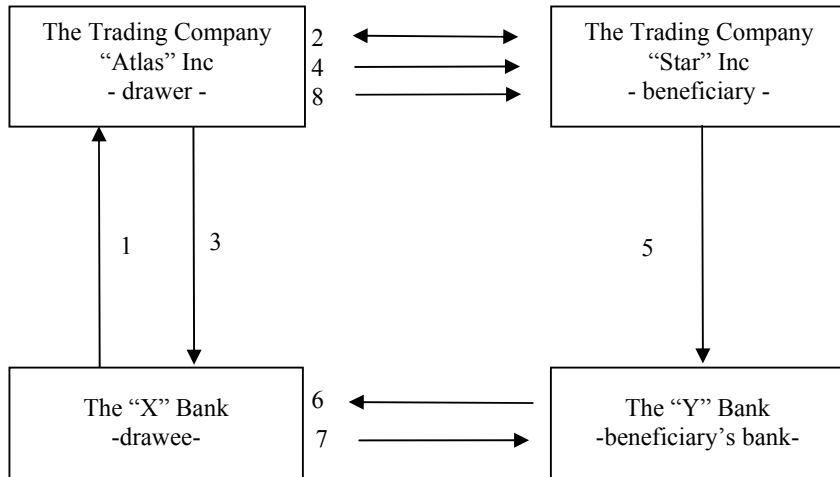 The Trading Company
“Atlas” Inc
- drawer -
2
4
8
The Trading Company
“Star” Inc
- beneficiary -
1
3
5
The “X” Bank
-drawee-
6
7
The “Y” Bank
-beneficiary’s bank-